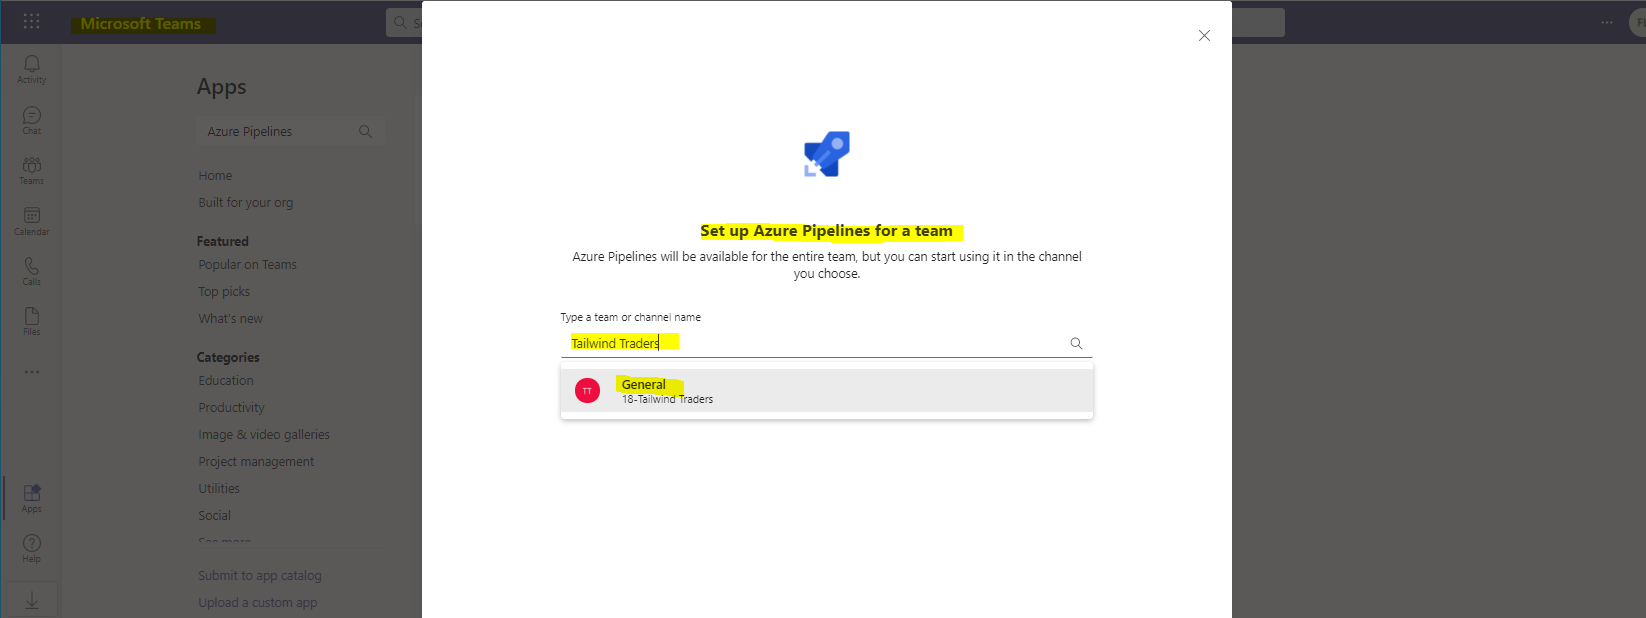 Microsoft Teams
Activity
Chat
Teams
Calendar
Calls
Files
...
Apps
Help
Apps
Azure Pipelines
Home
Built for your org
Featured
Popular on Teams
Top picks
What's new
Categories
Education
Productivity
Image & video galleries
Project management
Utilities
Social
See more
Submit to app catalog
Upload a custom app
Set up Azure Pipelines for a team
Azure Pipelines will be available for the entire team, but you can start using it in the channel
you choose.
Type a team or channel name
Tailwind Traders
TT
General
18-Tailwind Traders